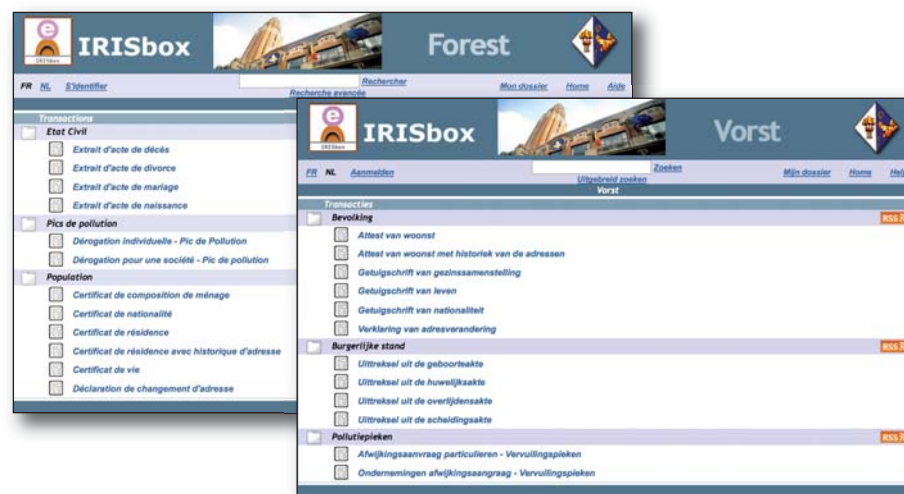 IRISbox
Forest
IRISbox
FR NL S'identifier
Rechercher
Recherche avancée
Mon dossier Home Aide
Transactions
Etat Civil
Extrait d'acte de décès
Extrait d'acte de divorce
Extrait d'acte de mariage
Extrait d'acte de naissance
Pics de pollution
Dérogation individuelle - Pic de Pollution
Dérogation pour une société - Pic de pollution
Population
Certificat de composition de ménage
Certificat de nationalité
Certificat de résidence
Certificat de résidence avec historique d'adresse
Certificat de vie
Déclaration de changement d'adresse
IRISbox
Vorst
IRISbox
FR NL Aanmelden
Zoeken
Uitgebreid zoeken
Mijn dossier Home Help
Vorst
Transacties
Bevolking
RSS
Attest van woonst
Attest van woonst met historiek van de adressen
Getuigschrift van gezinssamenstelling
Getuigschrift van leven
Getuigschrift van nationaliteit
Verklaring van adresverandering
Burgerlijke stand
RSS
Uittreksel uit de geboorteakte
Uittreksel uit de huwelijksakte
Uittreksel uit de overlijdensakte
Uittreksel uit de scheidingsakte
Pollutiepieken
RSS
Afwijkingsaanvraag particulieren - Vervuilingspieken
Ondernemingen afwijkingsaangraag - Vervuilingspieken